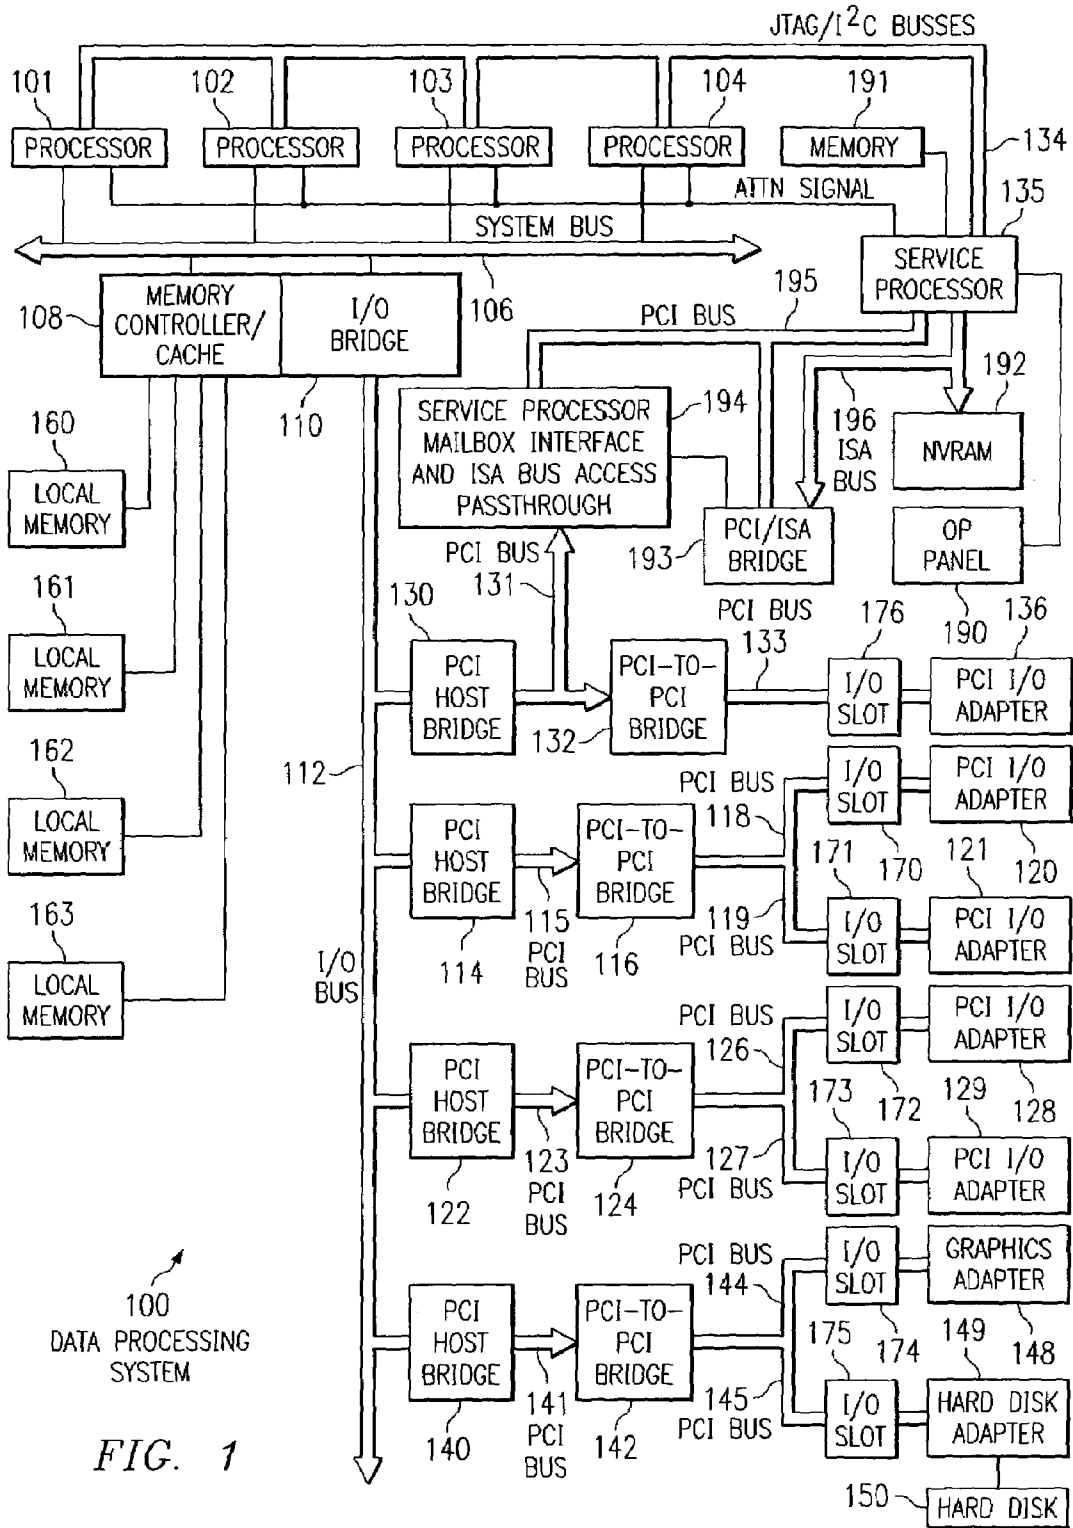 JTAG/I²C BUSSES
101
102
103
104
191
PROCESSOR
PROCESSOR
PROCESSOR
PROCESSOR
MEMORY
134
ATTN SIGNAL
135
SYSTEM BUS
SERVICE
PROCESSOR
108
MEMORY
CONTROLLER/
CACHE
I/O
BRIDGE
106
195
PCI BUS
110
192
160
LOCAL
MEMORY
SERVICE PROCESSOR
MAILBOX INTERFACE
AND ISA BUS ACCESS
PASSTHROUGH
194
196
ISA
BUS
NVRAM
PCI BUS
131
193
PCI/ISA
BRIDGE
OP
PANEL
190
161
LOCAL
MEMORY
130
PCI
HOST
BRIDGE
PCI-TO-
PCI
BRIDGE
132
PCI BUS
133
176
I/O
SLOT
136
PCI I/O
ADAPTER
112
162
LOCAL
MEMORY
PCI BUS
118
I/O
SLOT
170
PCI I/O
ADAPTER
120
PCI
HOST
BRIDGE
114
115
PCI
BUS
PCI-TO-
PCI
BRIDGE
116
119
PCI BUS
171
I/O
SLOT
121
PCI I/O
ADAPTER
163
LOCAL
MEMORY
I/O
BUS
PCI BUS
126
I/O
SLOT
172
PCI I/O
ADAPTER
128
PCI
HOST
BRIDGE
122
123
PCI
BUS
PCI-TO-
PCI
BRIDGE
124
127
PCI BUS
173
I/O
SLOT
129
PCI I/O
ADAPTER
PCI BUS
144
I/O
SLOT
174
GRAPHICS
ADAPTER
148
100
DATA PROCESSING
SYSTEM
PCI
HOST
BRIDGE
140
141
PCI
BUS
PCI-TO-
PCI
BRIDGE
142
145
PCI BUS
175
I/O
SLOT
149
HARD DISK
ADAPTER
150
HARD DISK
FIG. 1